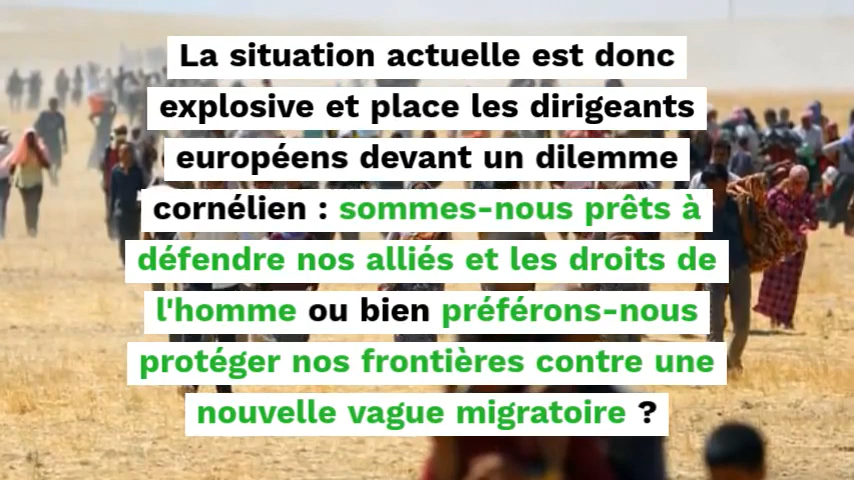 La situation actuelle est donc
explosive et place les dirigeants
européens devant un dilemme
cornélien : sommes-nous prêts à
défendre nos alliés et les droits de
l'homme ou bien préférons-nous
protéger nos frontières contre une
nouvelle vague migratoire ?